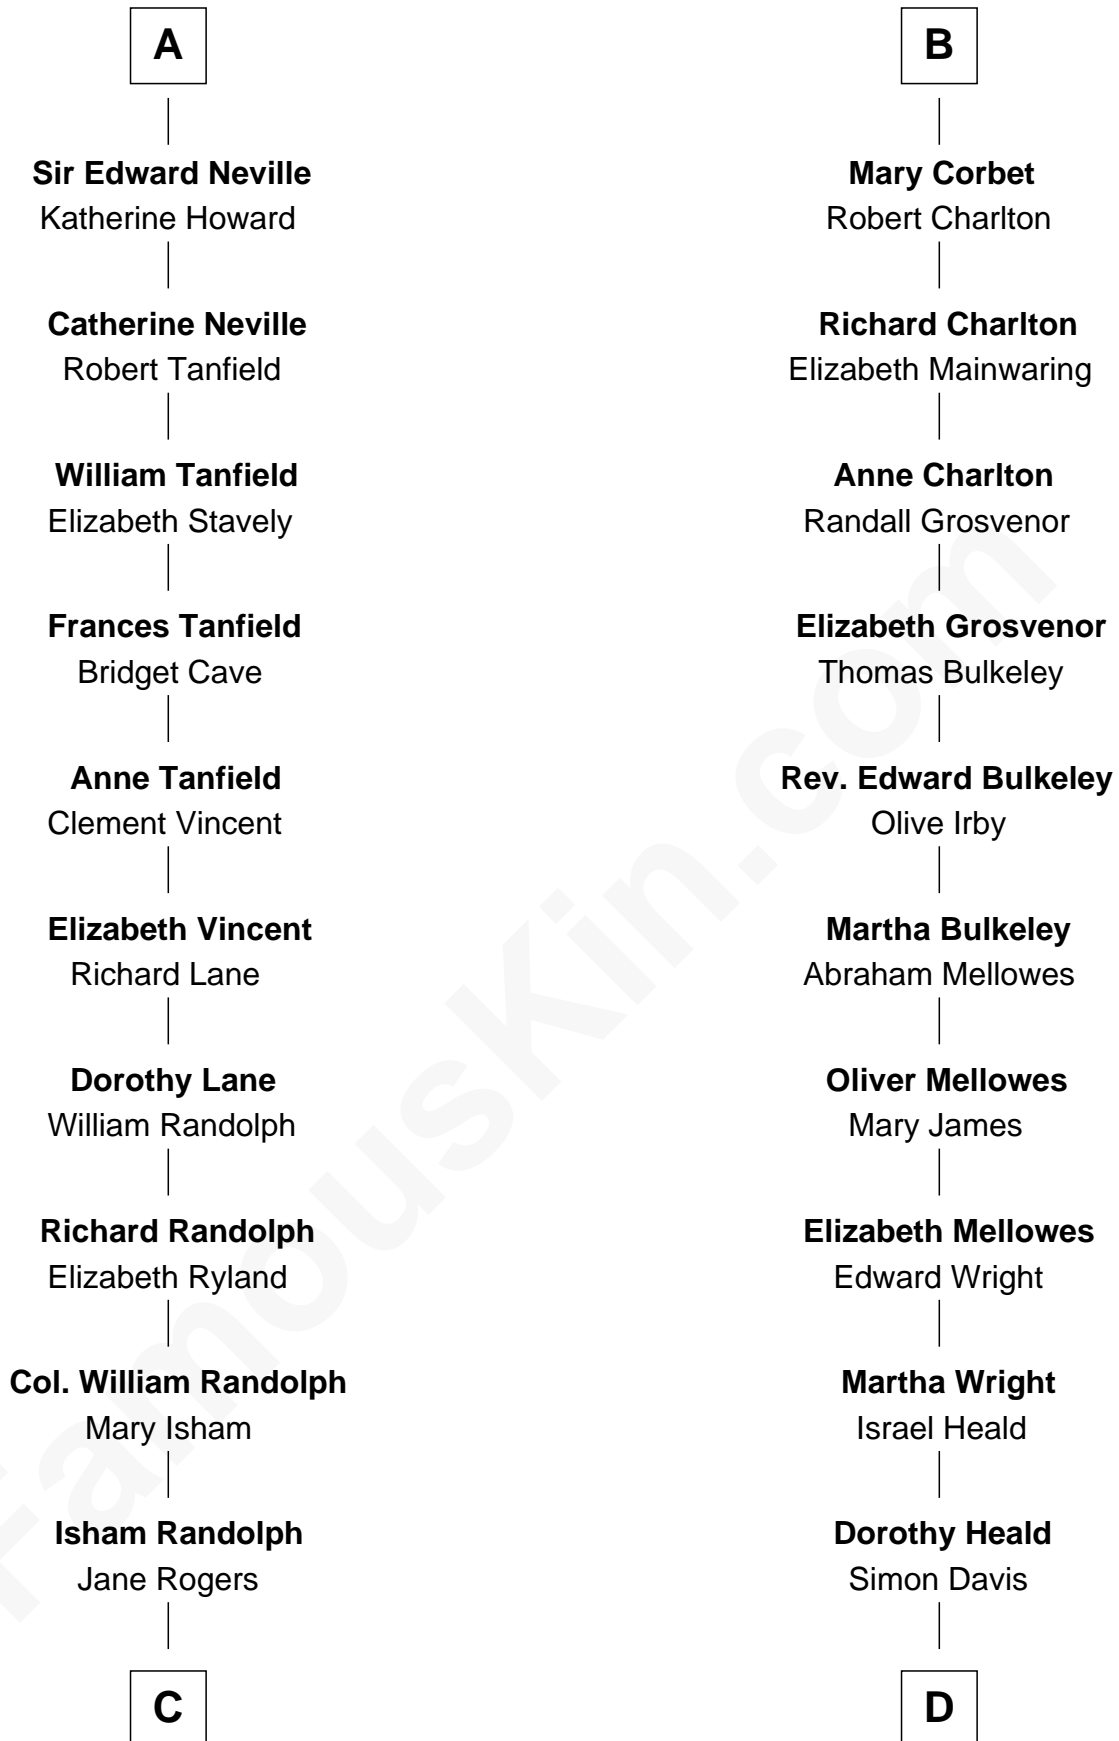 A
Sir Edward Neville
Katherine Howard
Catherine Neville
Robert Tanfield
William Tanfield
Elizabeth Stavely
Frances Tanfield
Bridget Cave
Anne Tanfield
Clement Vincent
Elizabeth Vincent
Richard Lane
Dorothy Lane
William Randolph
Richard Randolph
Elizabeth Ryland
Col. William Randolph
Mary Isham
Isham Randolph
Jane Rogers
C
B
Mary Corbet
Robert Charlton
Richard Charlton
Elizabeth Mainwaring
Anne Charlton
Randall Grosvenor
Elizabeth Grosvenor
Thomas Bulkeley
Rev. Edward Bulkeley
Olive Irby
Martha Bulkeley
Abraham Mellowes
Oliver Mellowes
Mary James
Elizabeth Mellowes
Edward Wright
Martha Wright
Israel Heald
Dorothy Heald
Simon Davis
D
FamousKin.com